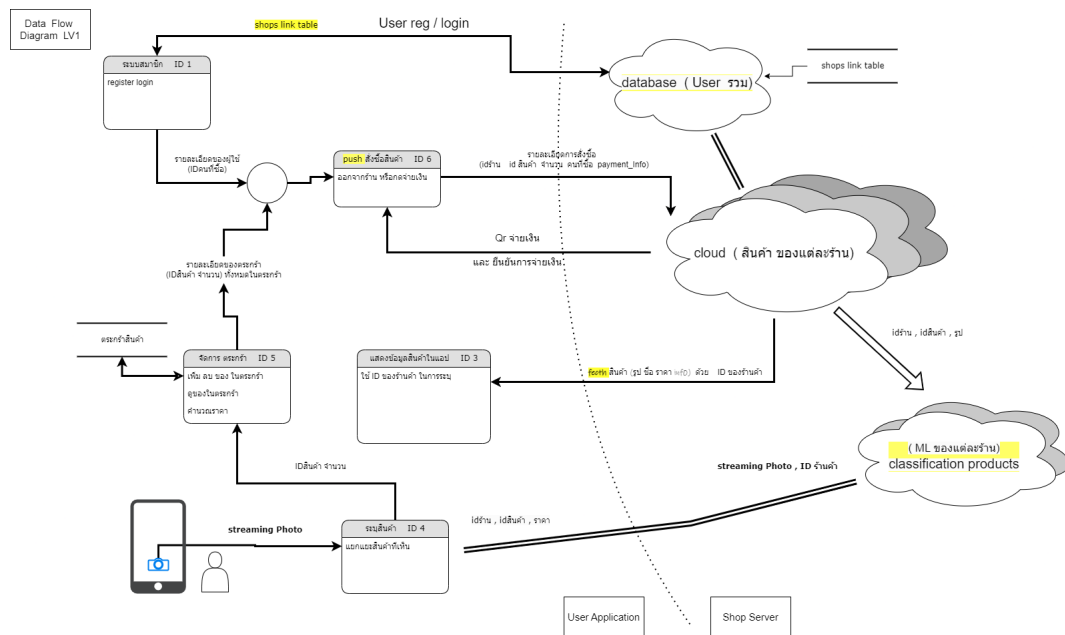 Data Flow
Diagram LV1
shops link table
User reg / login
ระบบสมาชิก ID 1
register login
database ( User รวม)
shops link table
รายละเอียดของผู้ใช้
(IDคนที่ซื้อ)
push สั่งซื้อสินค้า ID 6
ออกจากร้าน หรือกดจ่ายเงิน
รายละเอียดการสั่งซื้อ
(idร้าน id สินค้า จำนวน คนที่ซื้อ payment_Info)
Qr จ่ายเงิน
และ ยืนยันการจ่ายเงิน
cloud ( สินค้า ของแต่ละร้าน)
รายละเอียดของตระกร้า
(IDสินค้า จำนวน) ทั้งหมดในตระกร้า
ตระกร้าสินค้า
จัดการ ตระกร้า ID 5
เพิ่ม ลบ ของ ในตระกร้า
ดูของในตระกร้า
คำนวณราคา
แสดงข้อมูลสินค้าในแอป ID 3
ใช้ ID ของร้านค้า ในการระบุ
สินค้า (รูป ชื่อ ราคา ) ด้วย ID ของร้านค้า
idร้าน , idสินค้า , รูป
( ML ของแต่ละร้าน)
classification products
IDสินค้า จำนวน
streaming Photo , ID ร้านค้า
streaming Photo
ระบุสินค้า ID 4
แยกแยะสินค้าที่เห็น
idร้าน , idสินค้า , ราคา
User Application
Shop Server